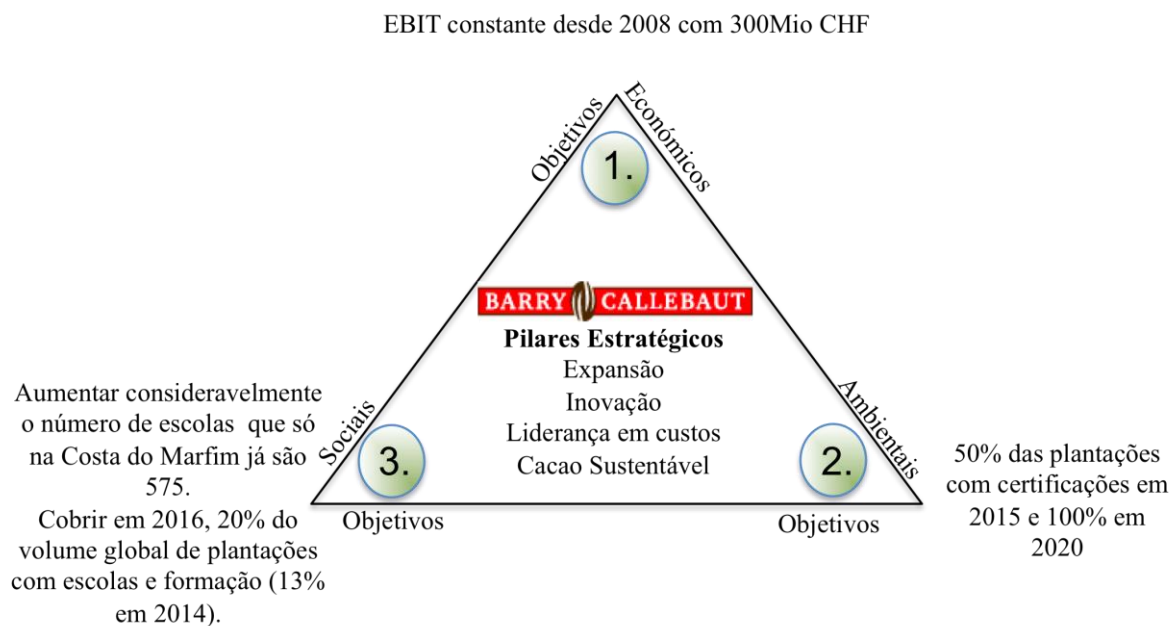 EBIT constante desde 2008 com 300Mio CHF
Objetivos
Económicos
1.
BARRY CALLEBAUT
Pilares Estratégicos
Expansão
Inovação
Liderança em custos
Cacao Sustentável
Aumentar consideravelmente
o número de escolas que só
na Costa do Marfim já são
575.
Cobrir em 2016, 20% do
volume global de plantações
com escolas e formação (13%
em 2014).
Sociais
3.
Objetivos
Ambientais
2.
Objetivos
50% das plantações
com certificações em
2015 e 100% em
2020